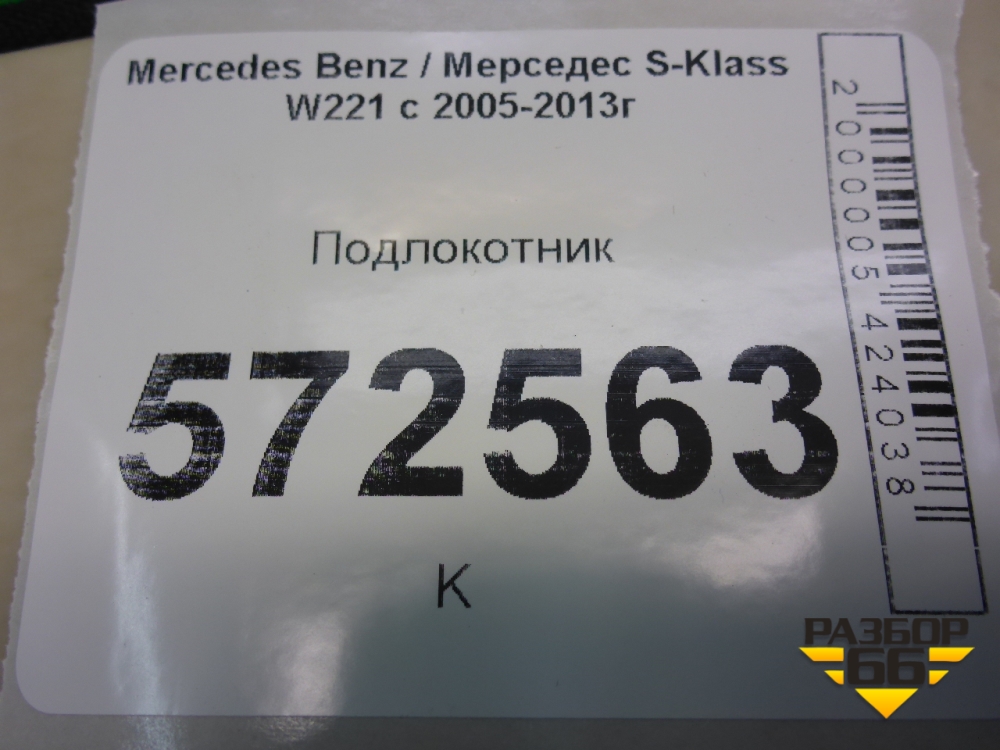 Mercedes Benz / Мерседес S-Klass
W221 с 2005-2013г
Подлокотник
572563
К
2000005424038
РАЗБОР
66